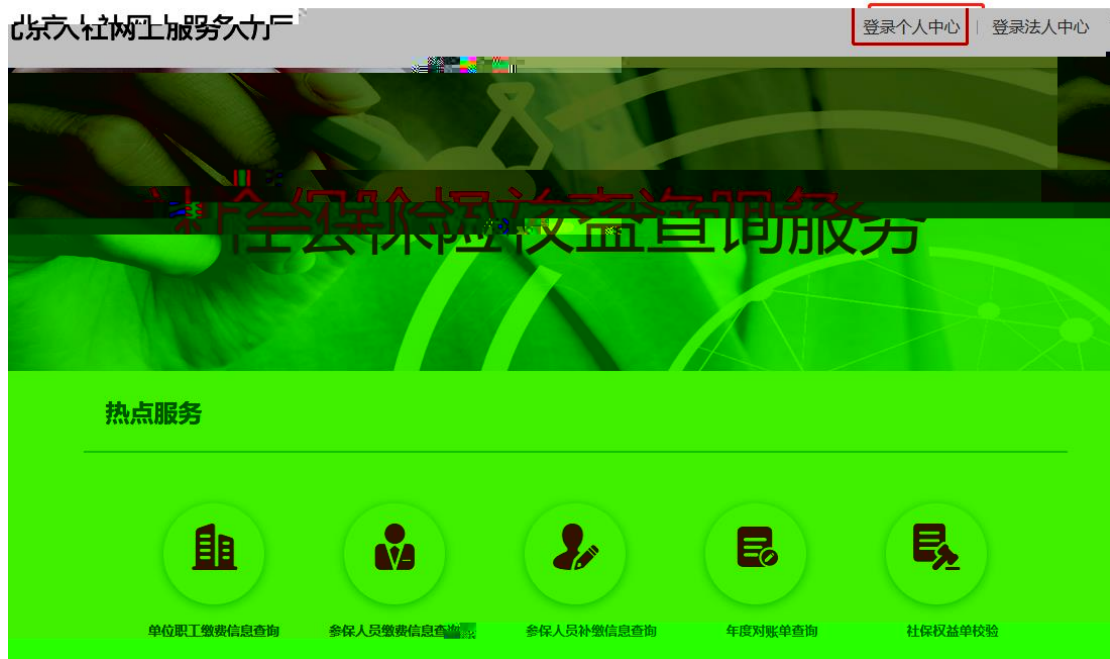 北京人社网上服务大厅
登录个人中心 | 登录法人中心
社会保险权益查询服务
热点服务
单位职工缴费信息查询
参保人员缴费信息查询
参保人员补缴信息查询
年度对账单查询
社保权益单校验